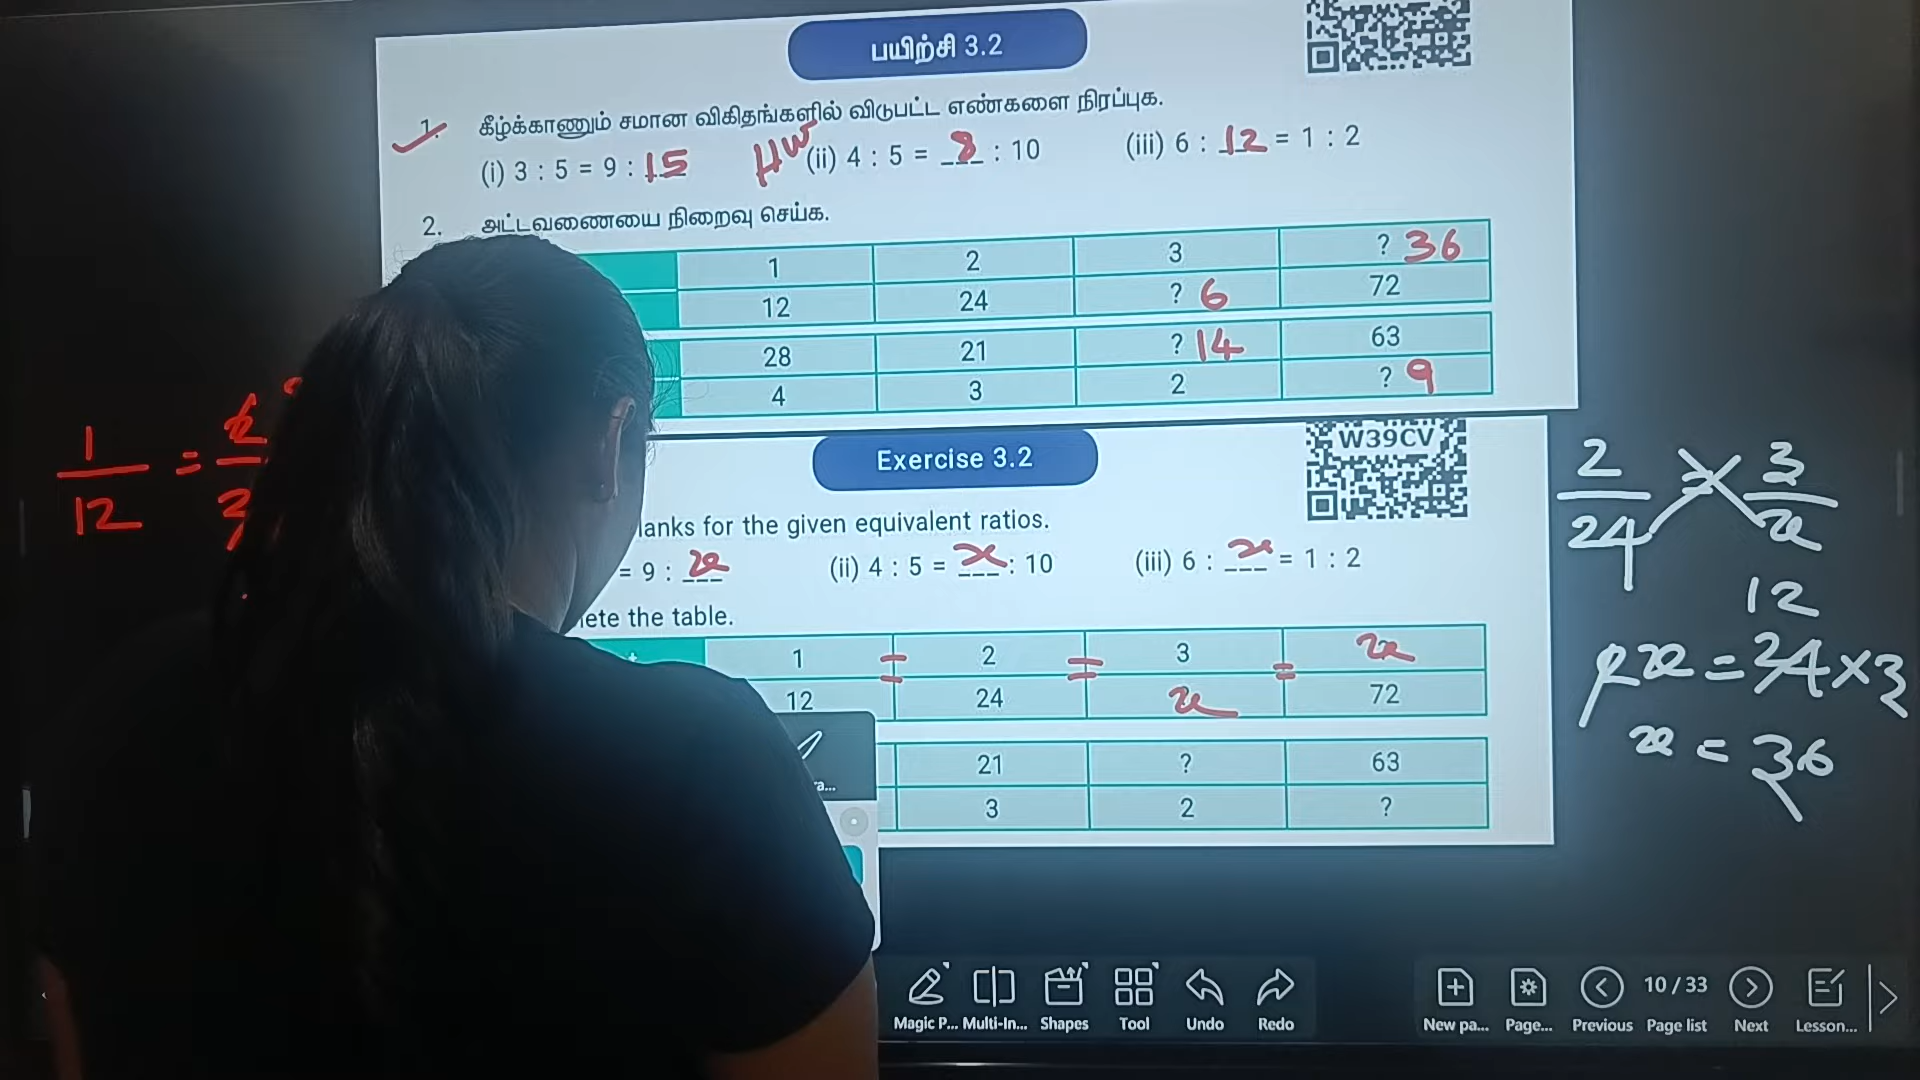 பயிற்சி 3.2
1. கீழ்க்காணும் சமான விகிதங்களில் விடுபட்ட எண்களை நிரப்புக.
(i) 3 : 5 = 9 : 15 HW (ii) 4 : 5 = 8 : 10 (iii) 6 : 12 = 1 : 2
2. அட்டவணையை நிறைவு செய்க.
1 2 3 ? 36
12 24 ? 6 72
28 21 ? 14 63
4 3 2 ? 9
W39CV
Exercise 3.2
lanks for the given equivalent ratios.
= 9 : x (ii) 4 : 5 = x : 10 (iii) 6 : x = 1 : 2
lete the table.
1 = 2 = 3 = x
12 24 x 72
21 ? 63
3 2 ?
1
=
12
2 3
24 x
12
2x = 24 × 3
x = 36
Magic P... Multi-In... Shapes Tool Undo Redo
10 / 33
New pa... Page... Previous Page list Next Lesson...